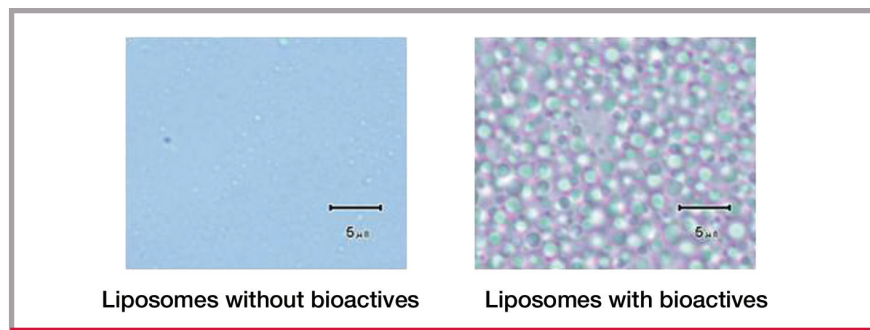 5μm
5μm
Liposomes without bioactives
Liposomes with bioactives